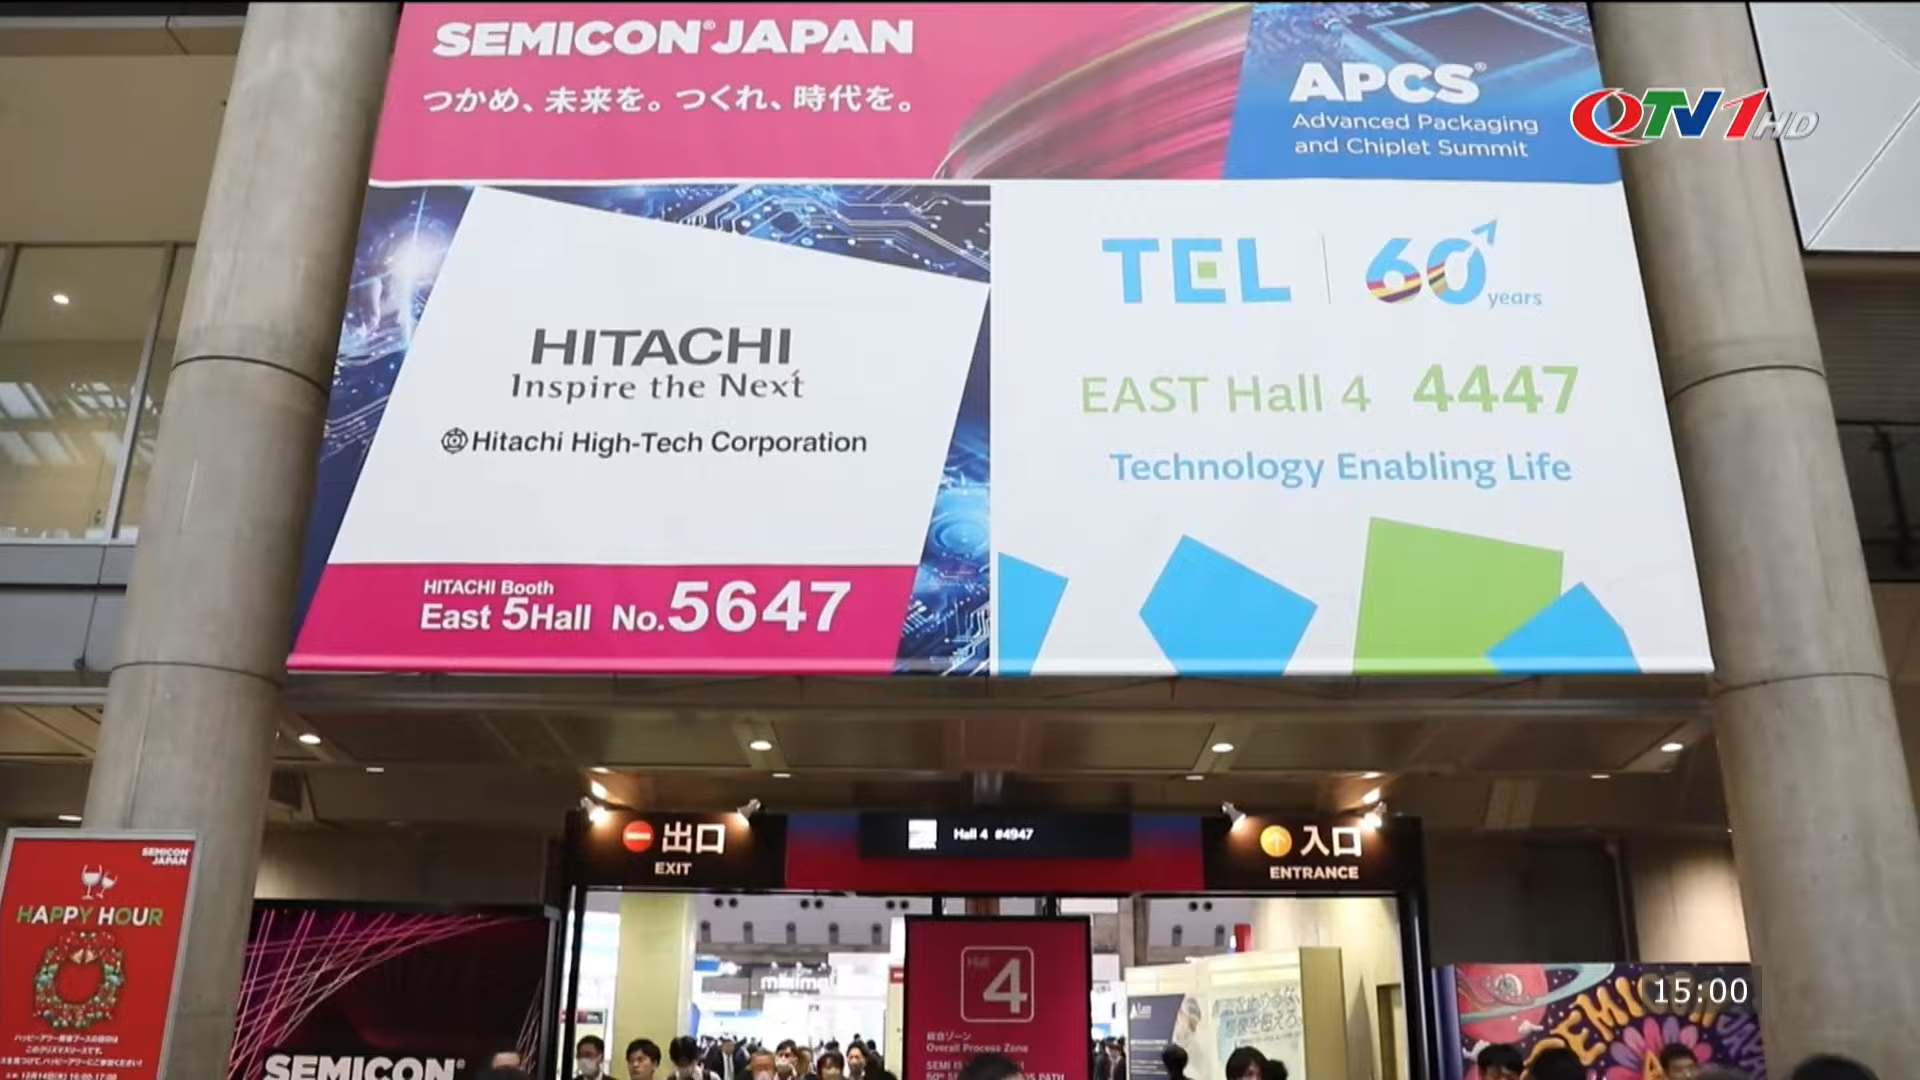 SEMICON® JAPAN
つかめ、未来を。つくれ、時代を。
APCS®
Advanced Packaging
and Chiplet Summit
QTV1HD
HITACHI
Inspire the Next
Hitachi High-Tech Corporation
HITACHI Booth
East 5Hall No.5647
TEL 60 years
EAST Hall 4 4447
Technology Enabling Life
出口
EXIT
Hall 4 #4947
入口
ENTRANCE
SEMICON
JAPAN
HAPPY HOUR
SEMICON®
minimal
Hall
4
総合ゾーン
Overall Process Zone
SEMICON
15:00